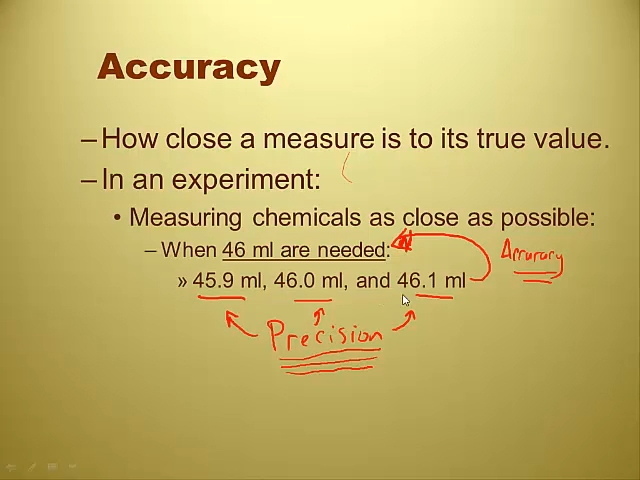 Accuracy
–How close a measure is to its true value.
–In an experiment:
• Measuring chemicals as close as possible:
– When 46 ml are needed:
Accuracy
» 45.9 ml, 46.0 ml, and 46.1 ml
Precision